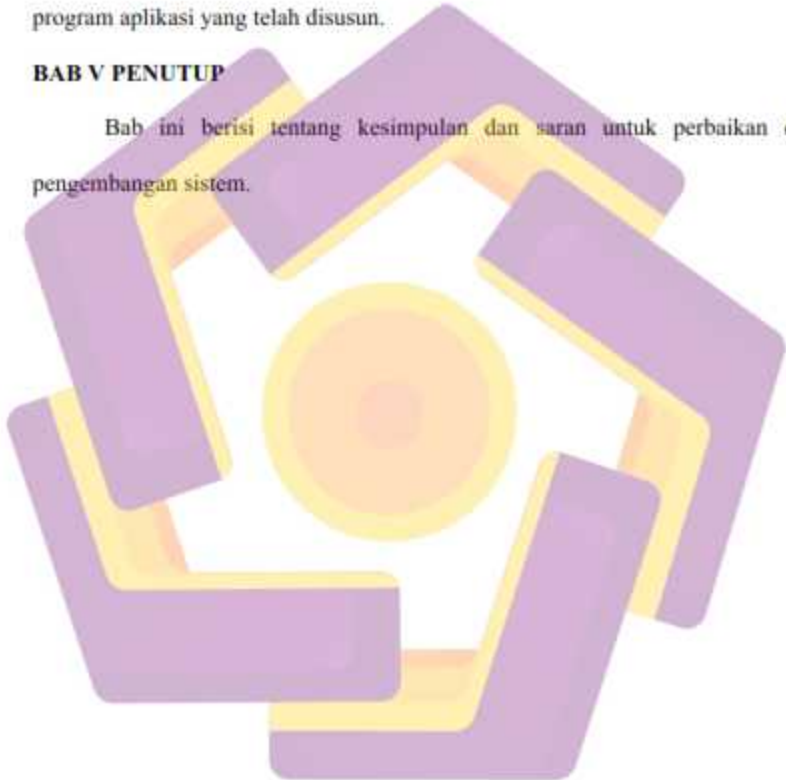 program aplikasi yang telah disusun.
BAB V PENUTUP
Bab ini berisi tentang kesimpulan dan saran untuk perbaikan
pengembangan sistem.